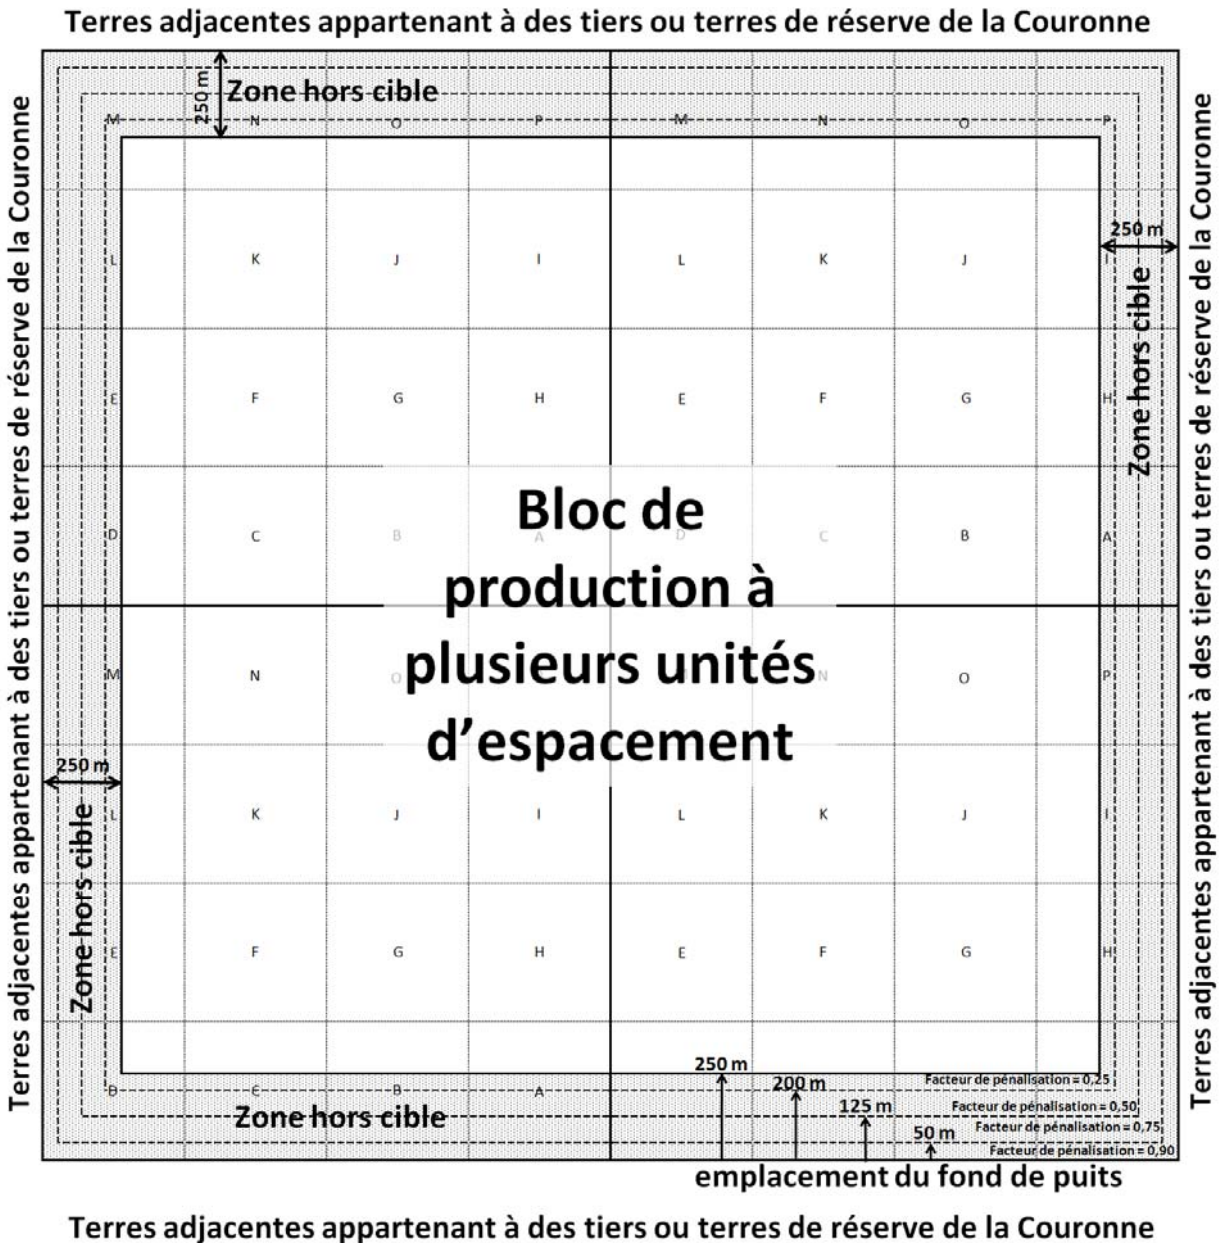 Terres adjacentes appartenant à des tiers ou terres de réserve de la Couronne
Terres adjacentes appartenant à des tiers ou terres de réserve de la Couronne
Terres adjacentes appartenant à des tiers ou terres de réserve de la Couronne
250 m
Zone hors cible
M N O P M N O P
250 m
Zone hors cible
L K J I L K J I
E F G H E F G H
D C B A D C B A
Bloc de
production à
plusieurs unités
d’espacement
M N O N O P
250 m
Zone hors cible
L K J I L K J I
E F G H E F G H
D C B A
Zone hors cible
250 m
200 m
125 m
50 m
Facteur de pénalisation = 0,25
Facteur de pénalisation = 0,50
Facteur de pénalisation = 0,75
Facteur de pénalisation = 0,90
emplacement du fond de puits
Terres adjacentes appartenant à des tiers ou terres de réserve de la Couronne